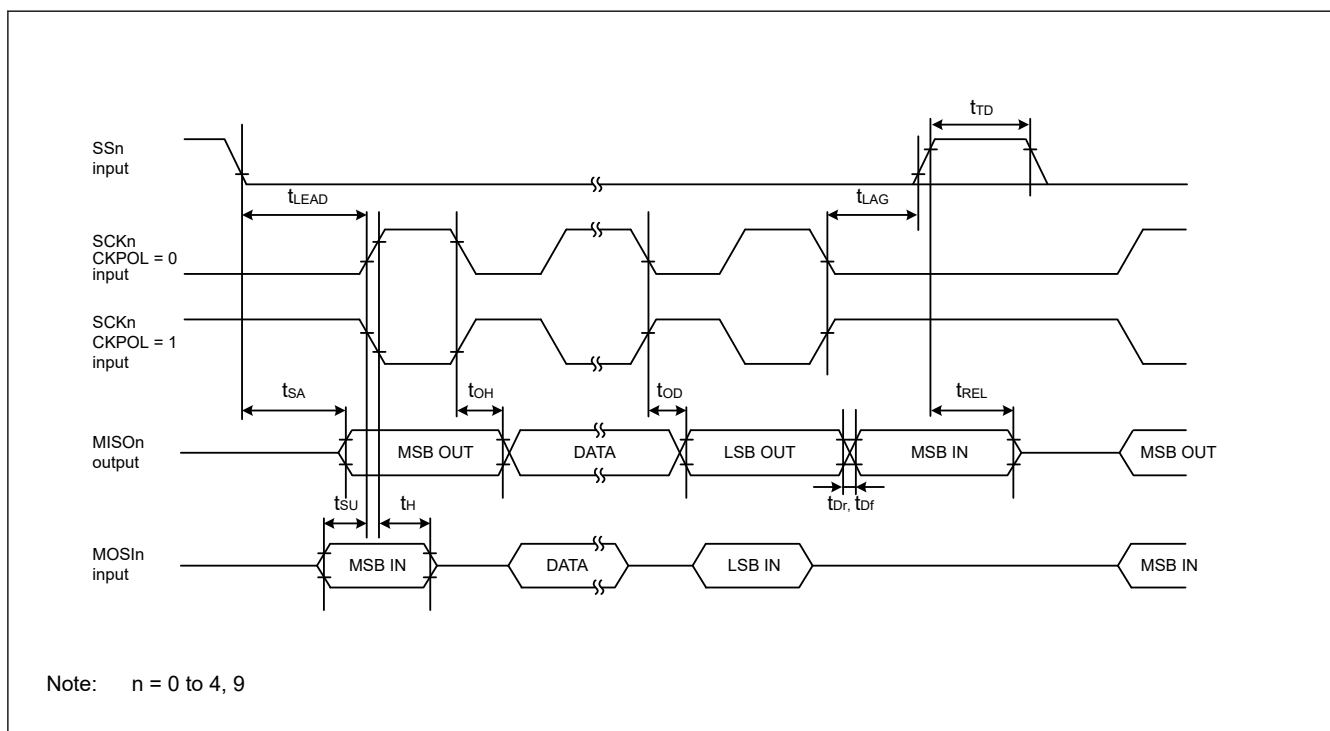 tTD
SSn
input
tLEAD
tLAG
SCKn
CKPOL = 0
input
SCKn
CKPOL = 1
input
tSA
tOH
tOD
tREL
MISOn
output
MSB OUT
DATA
LSB OUT
MSB IN
MSB OUT
tSU
tH
tDr, tDf
MOSIn
input
MSB IN
DATA
LSB IN
MSB IN
Note: n = 0 to 4, 9